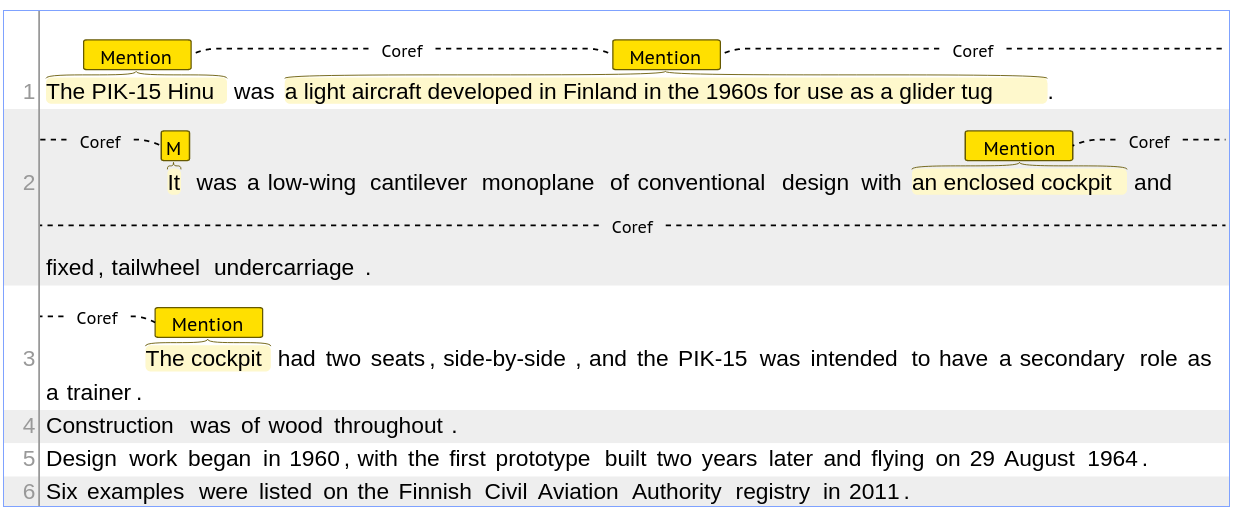 Mention Coref Mention Coref
1 The PIK-15 Hinu was a light aircraft developed in Finland in the 1960s for use as a glider tug .
Coref M Mention Coref
2 It was a low-wing cantilever monoplane of conventional design with an enclosed cockpit and
Coref
fixed , tailwheel undercarriage .
Coref Mention
3 The cockpit had two seats , side-by-side , and the PIK-15 was intended to have a secondary role as
a trainer .
4 Construction was of wood throughout .
5 Design work began in 1960 , with the first prototype built two years later and flying on 29 August 1964 .
6 Six examples were listed on the Finnish Civil Aviation Authority registry in 2011 .